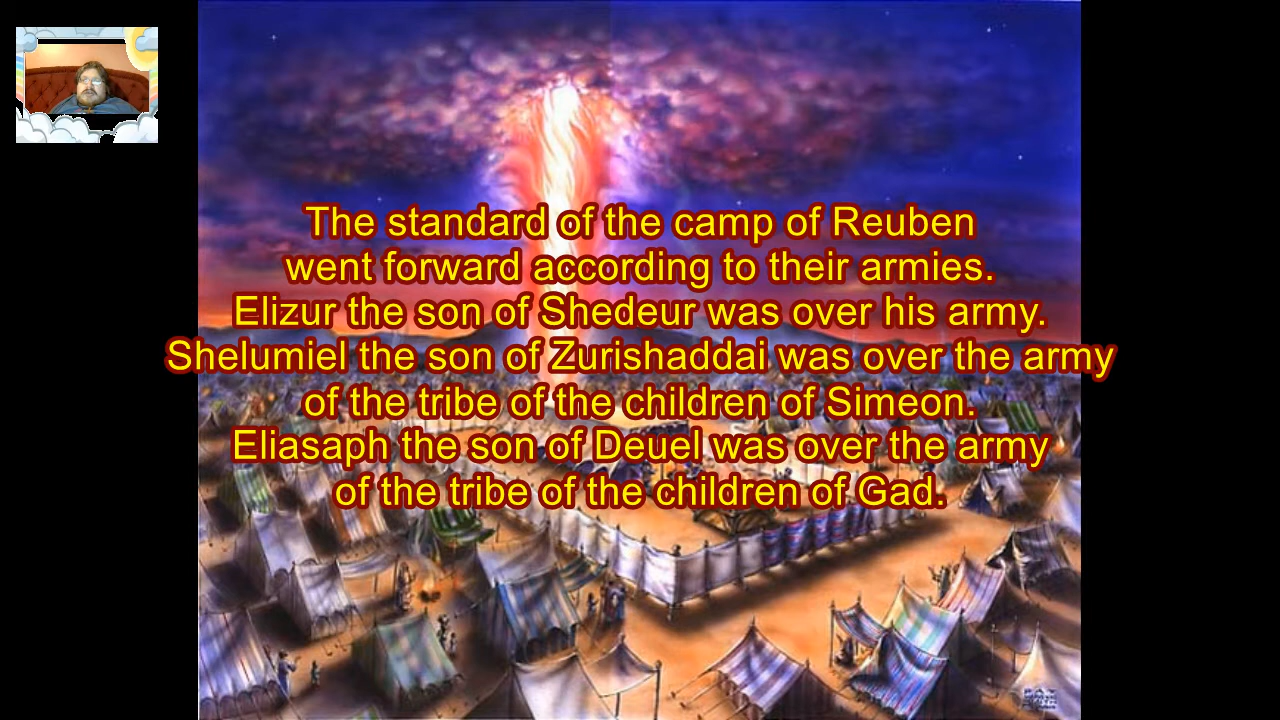 The standard of the camp of Reuben
went forward according to their armies.
Elizur the son of Shedeur was over his army.
Shelumiel the son of Zurishaddai was over the army
of the tribe of the children of Simeon.
Eliasaph the son of Deuel was over the army
of the tribe of the children of Gad.